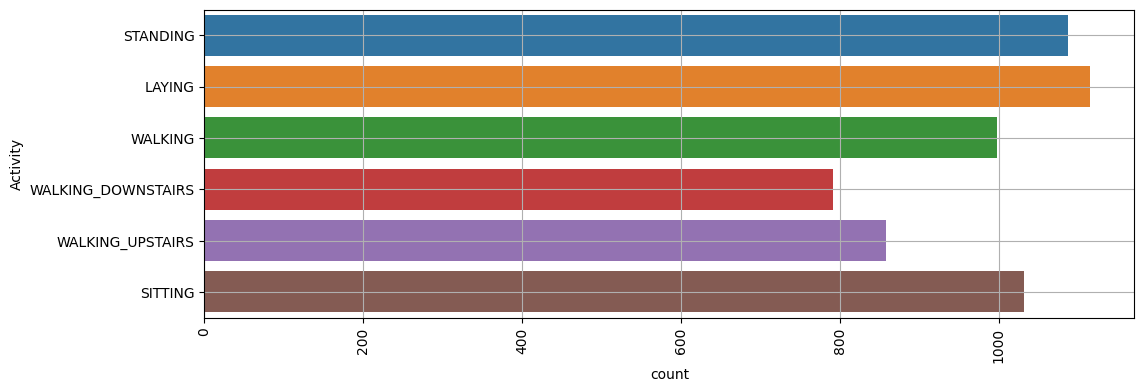 STANDING
LAYING
WALKING
WALKING_DOWNSTAIRS
WALKING_UPSTAIRS
SITTING
Activity
0
200
400
600
800
1000
count